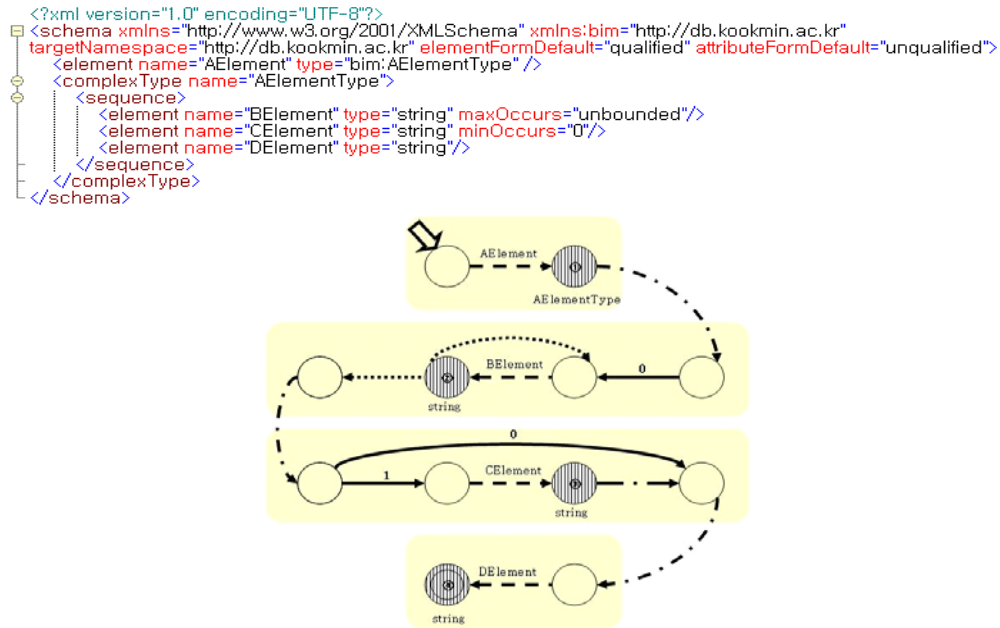 <?xml version="1.0" encoding="UTF-8"?>
<schema xmlns="http://www.w3.org/2001/XMLSchema" xmlns:bim="http://db.kookmin.ac.kr"
targetNamespace="http://db.kookmin.ac.kr" elementFormDefault="qualified" attributeFormDefault="unqualified">
<element name="AElement" type="bim:AElementType" />
<complexType name="AElementType">
<sequence>
<element name="BElement" type="string" maxOccurs="unbounded"/>
<element name="CElement" type="string" minOccurs="0"/>
<element name="DElement" type="string"/>
</sequence>
</complexType>
</schema>
AElement
①
AElementType
BElement
0
②
string
0
1
CElement
string
DElement
string